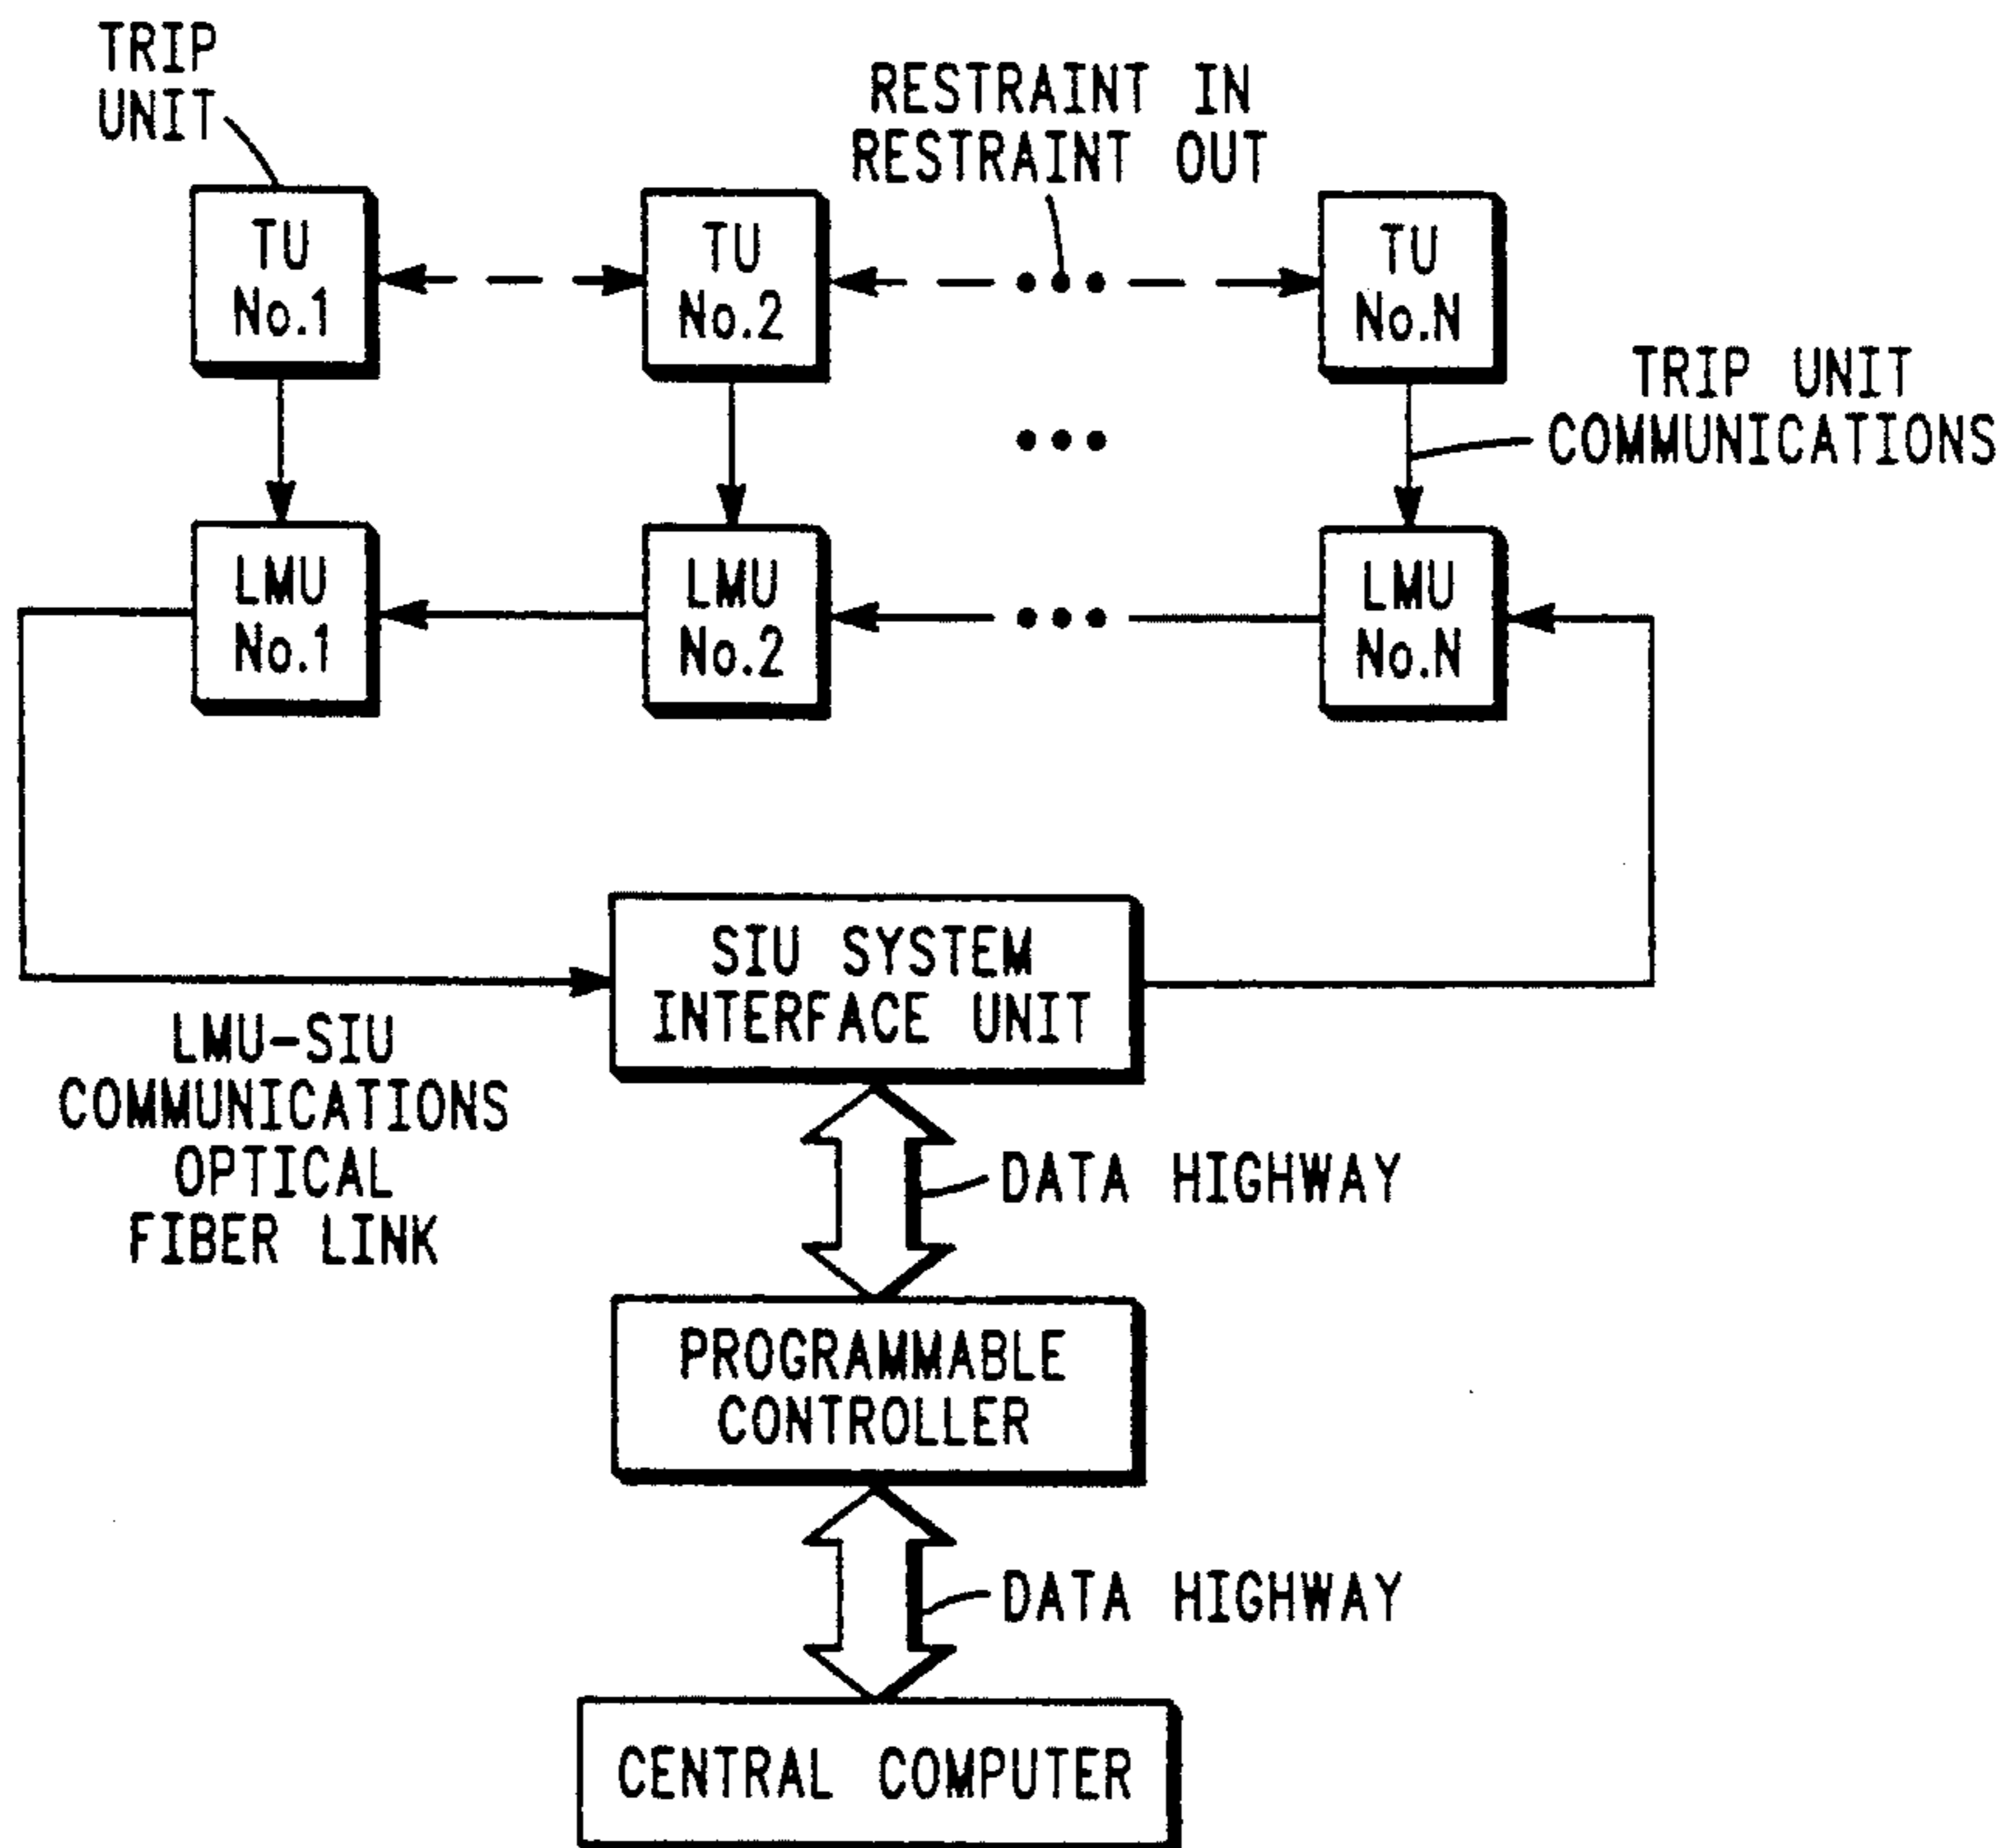 TRIP
UNIT
RESTRAINT IN
RESTRAINT OUT
TU
No.1
TU
No.2
TU
No.N
TRIP UNIT
COMMUNICATIONS
LMU
No.1
LMU
No.2
LMU
No.N
SIU SYSTEM
INTERFACE UNIT
LMU-SIU
COMMUNICATIONS
OPTICAL
FIBER LINK
DATA HIGHWAY
PROGRAMMABLE
CONTROLLER
DATA HIGHWAY
CENTRAL COMPUTER